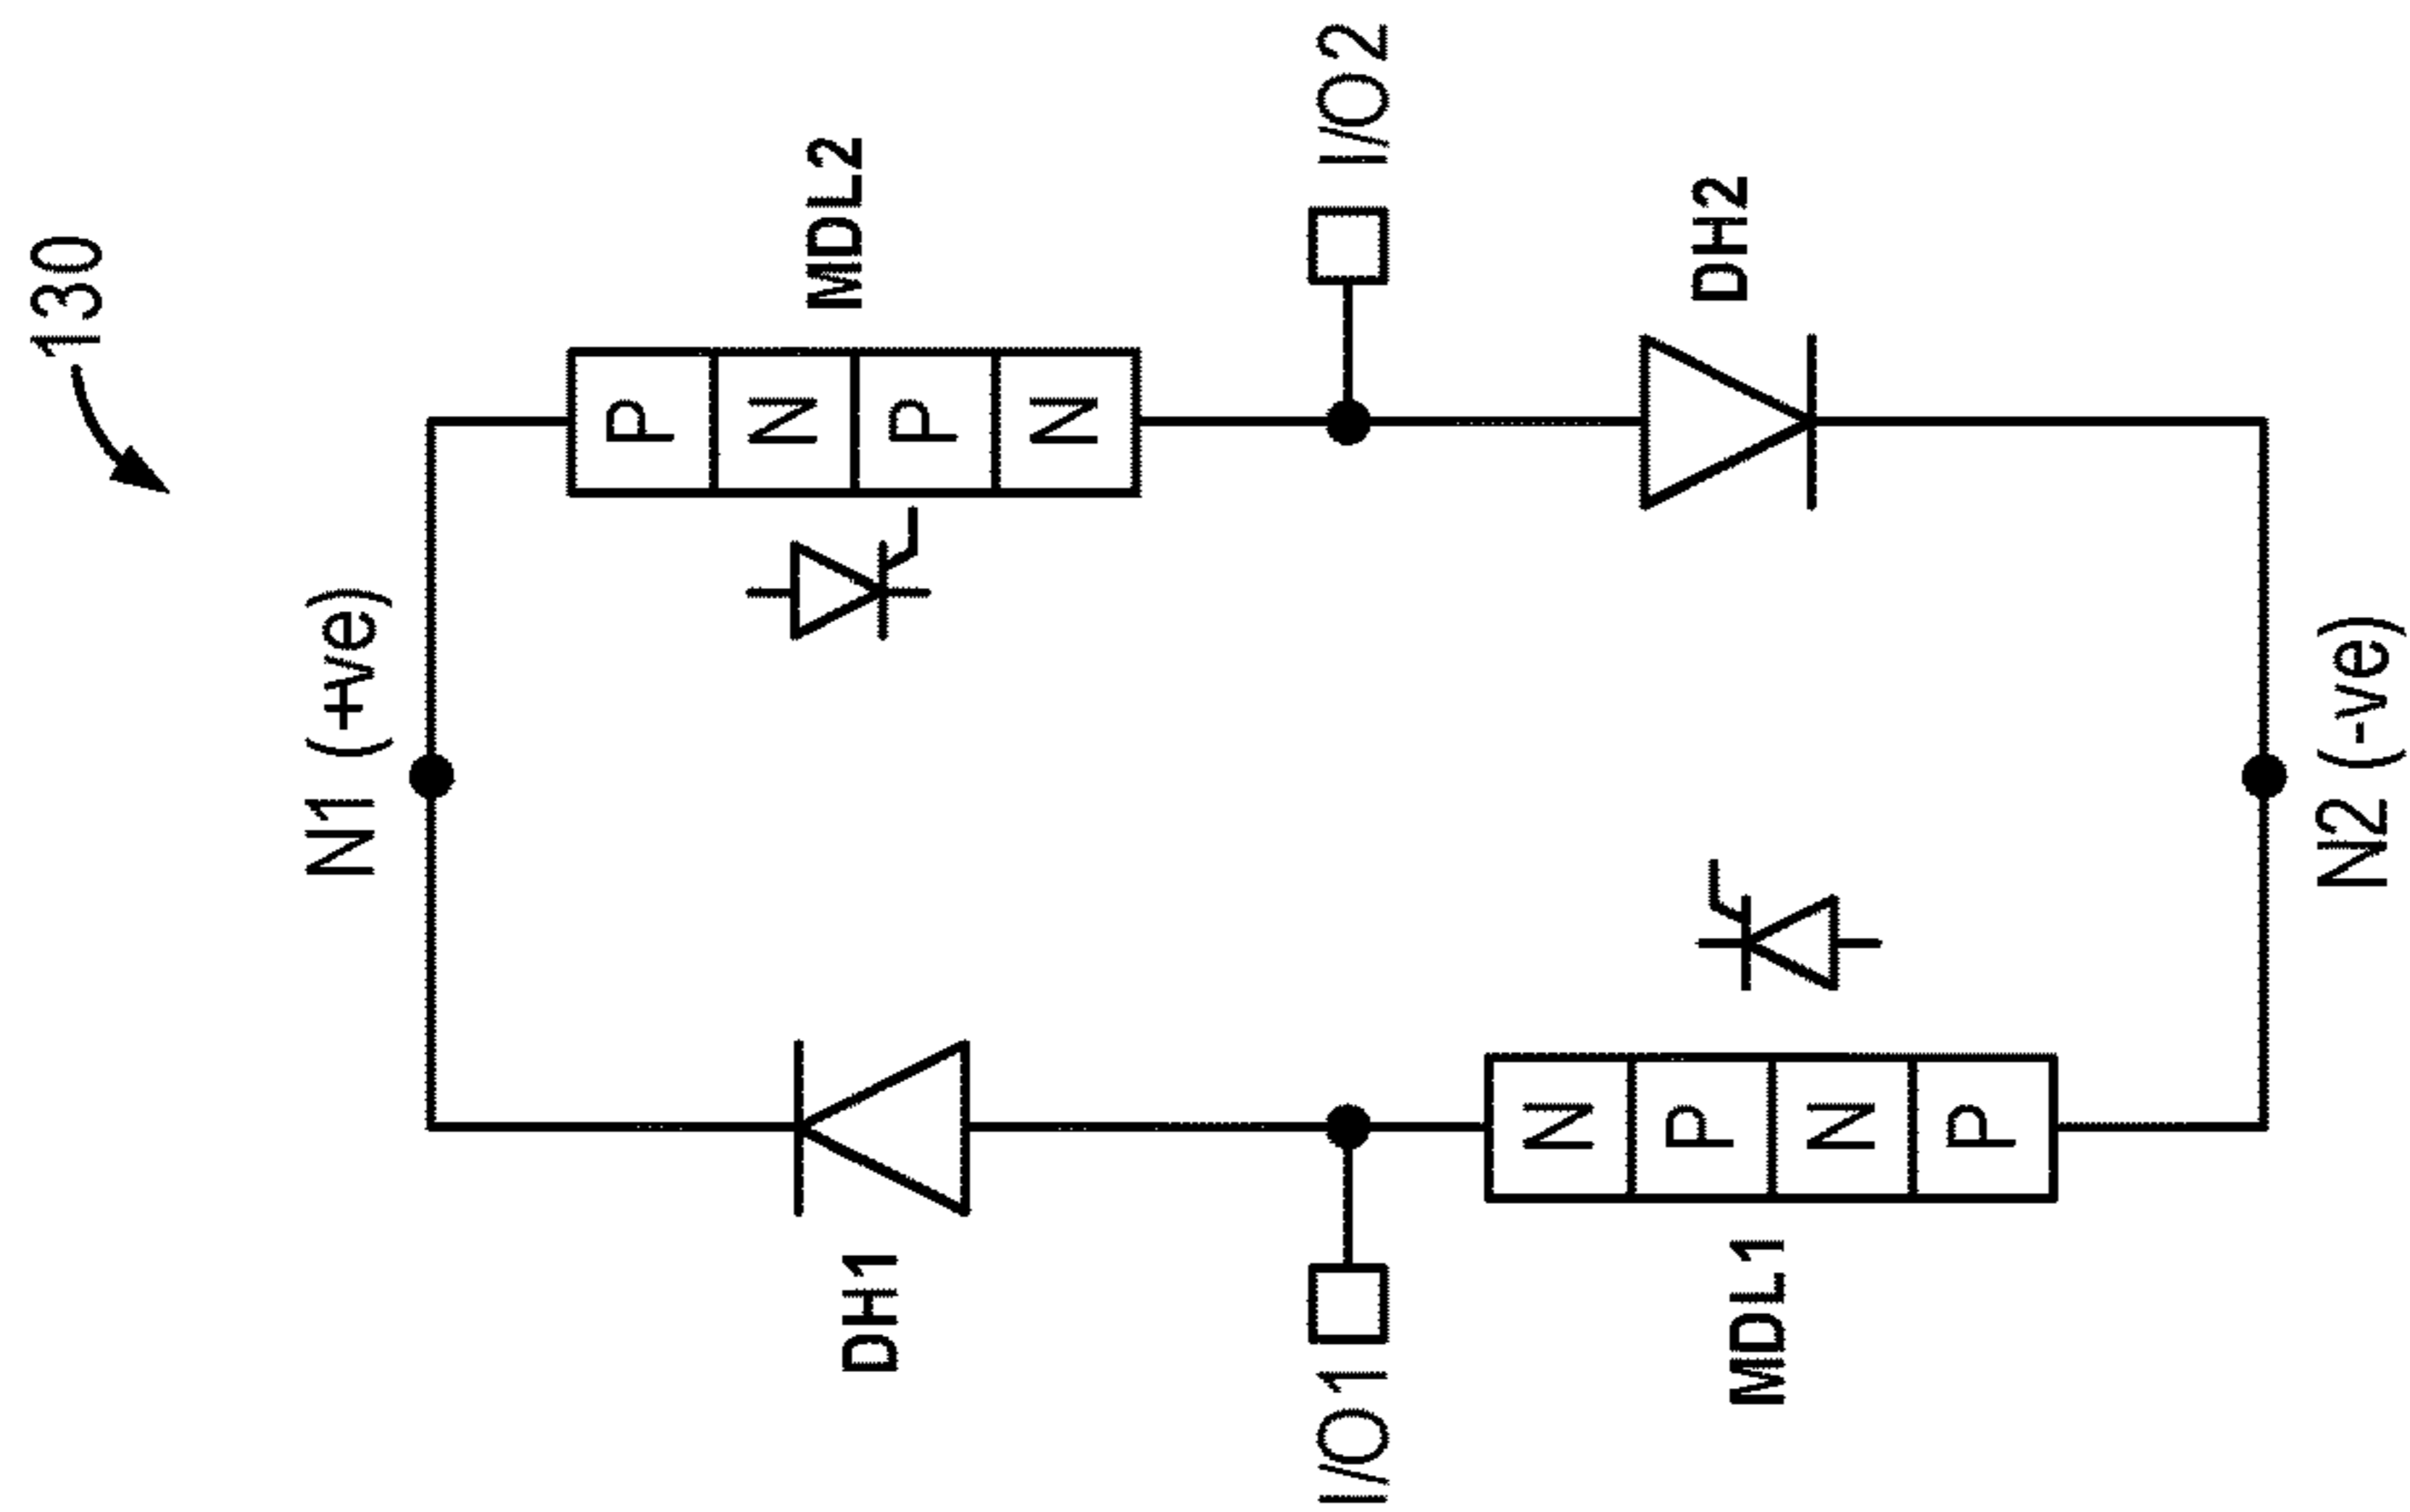 130
N1 (+ve)
DH1
P
N
P
N
MDL2
I/O1
I/O2
N
P
N
P
MDL1
DH2
N2 (-ve)